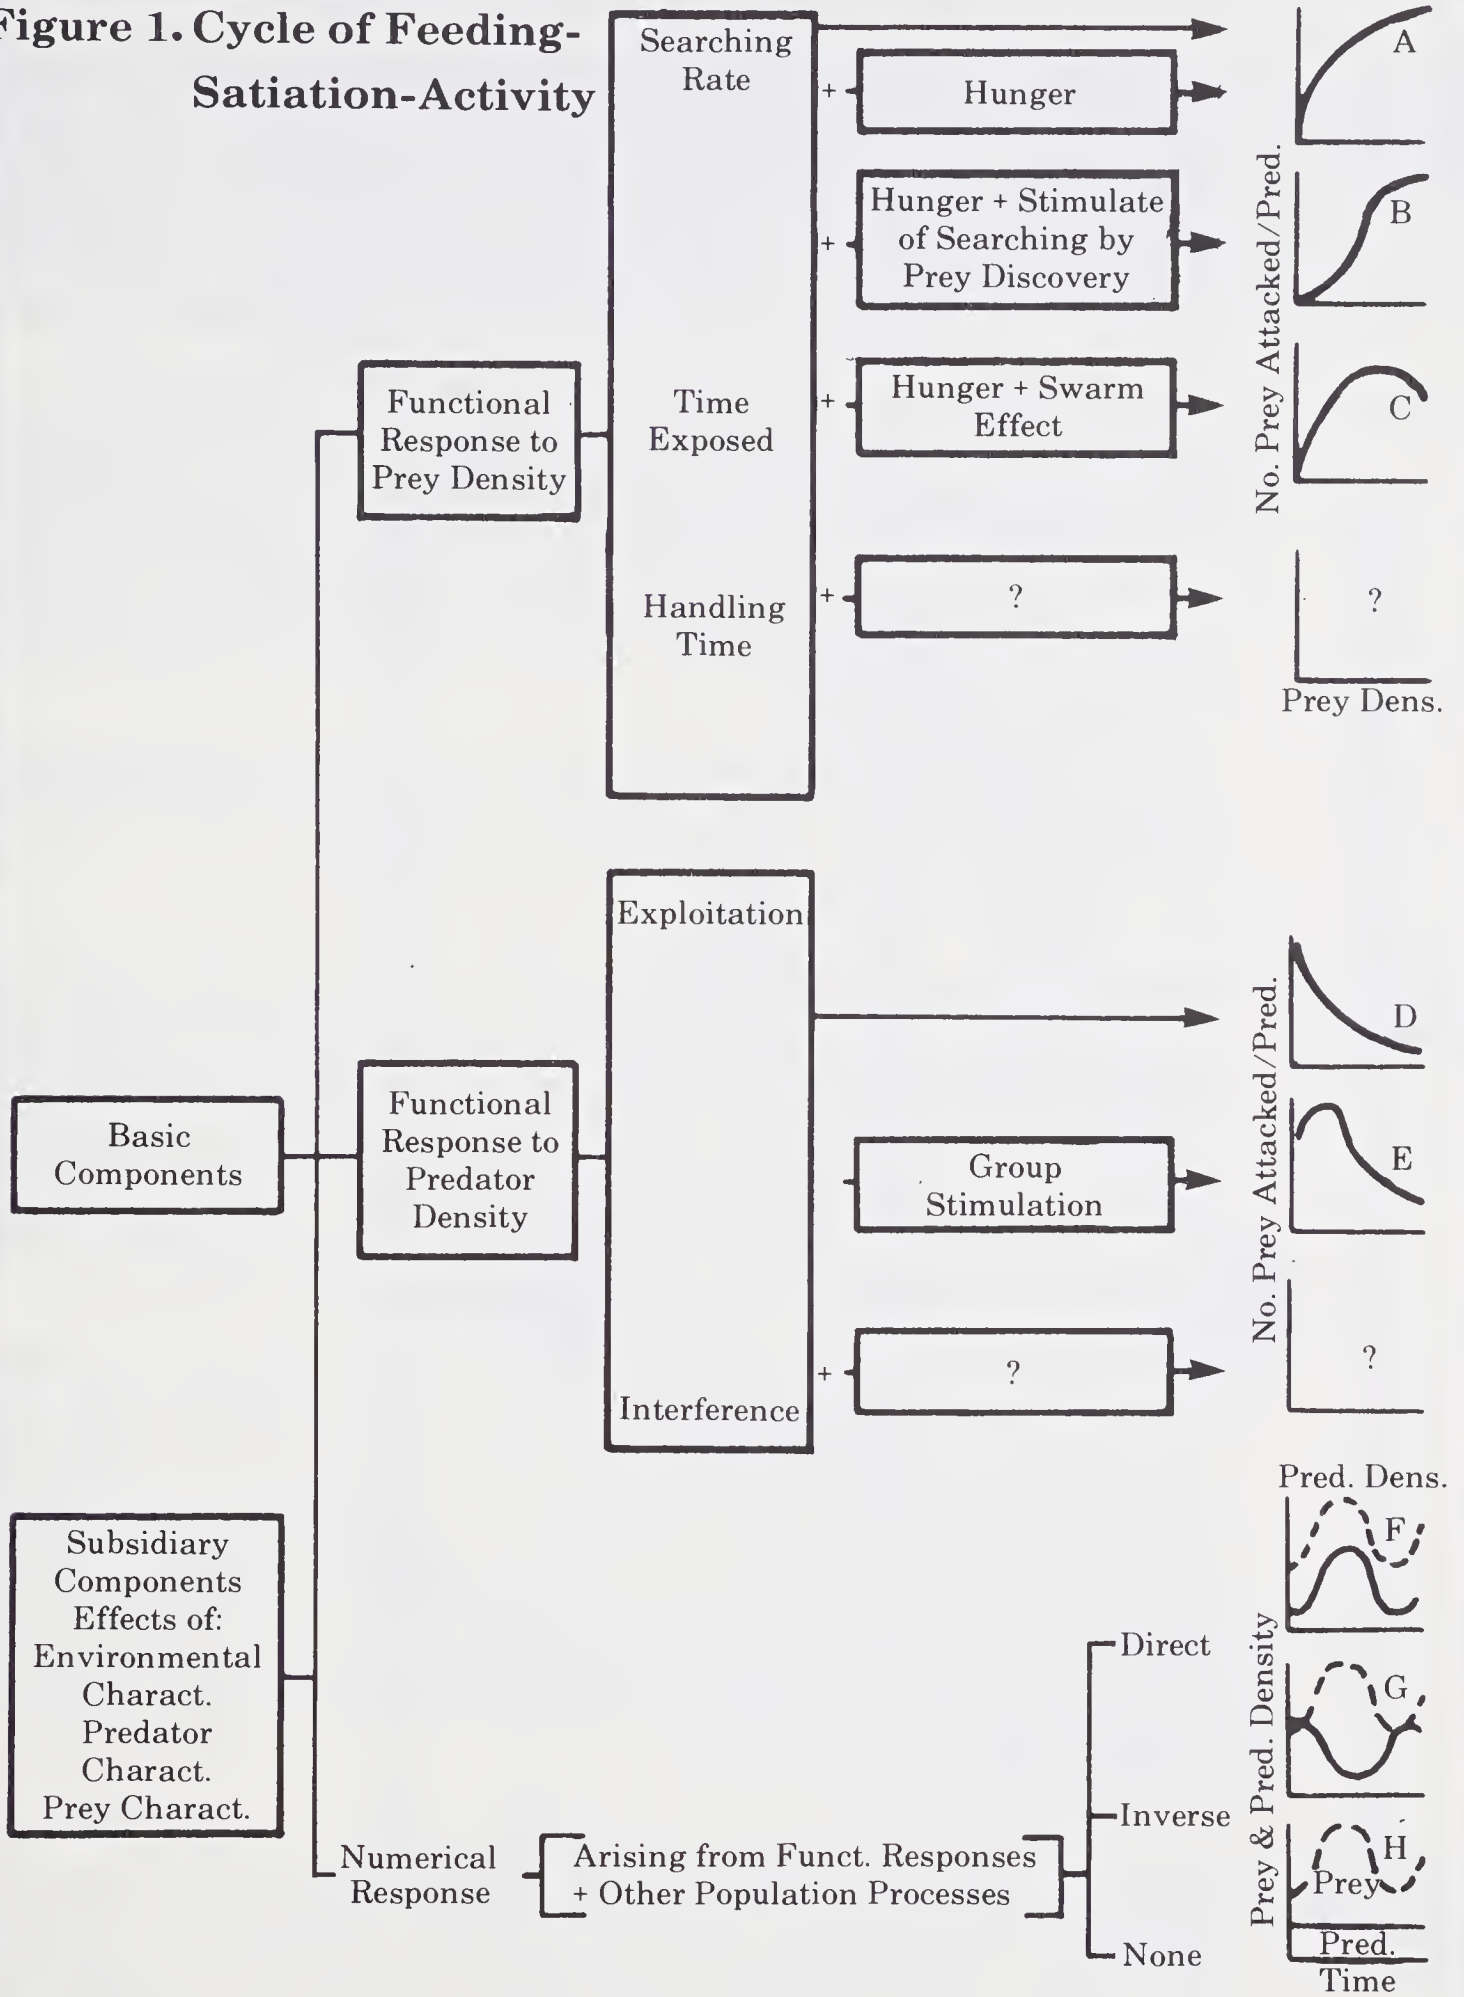 Figure 1. Cycle of Feeding-
Satiation-Activity
Searching
Rate
Time
Exposed
Handling
Time
+ Hunger
+ Hunger + Stimulate
of Searching by
Prey Discovery
+ Hunger + Swarm
Effect
+ ?
Functional
Response to
Prey Density
No. Prey Attacked/Pred.
A
B
C
?
Prey Dens.
Exploitation
Interference
Functional
Response to
Predator
Density
Group
Stimulation
+ ?
No. Prey Attacked/Pred.
D
E
?
Pred. Dens.
Basic
Components
Subsidiary
Components
Effects of:
Environmental
Charact.
Predator
Charact.
Prey Charact.
Numerical
Response
Arising from Funct. Responses
+ Other Population Processes
Direct
Inverse
None
Prey & Pred. Density
F
G
H
Prey
Pred.
Time